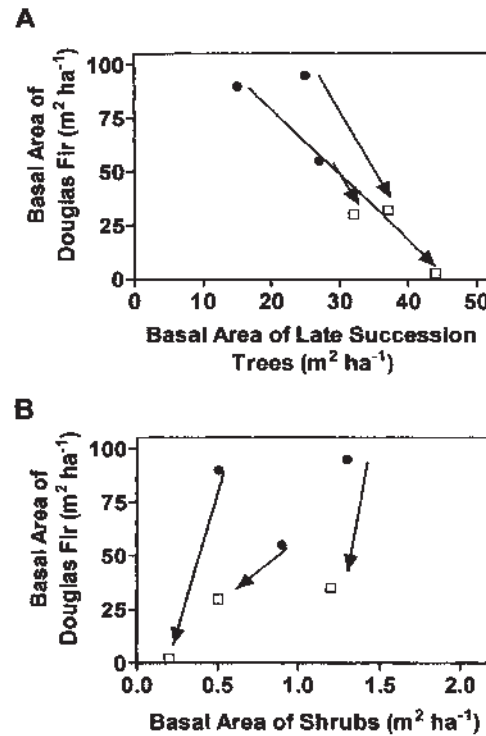 A
Basal Area of
Douglas Fir (m² ha⁻¹)
100
75
50
25
0
0 10 20 30 40 50
Basal Area of Late Succession
Trees (m² ha⁻¹)
B
Basal Area of
Douglas Fir (m² ha⁻¹)
100
75
50
25
0
0.0 0.5 1.0 1.5 2.0
Basal Area of Shrubs (m² ha⁻¹)